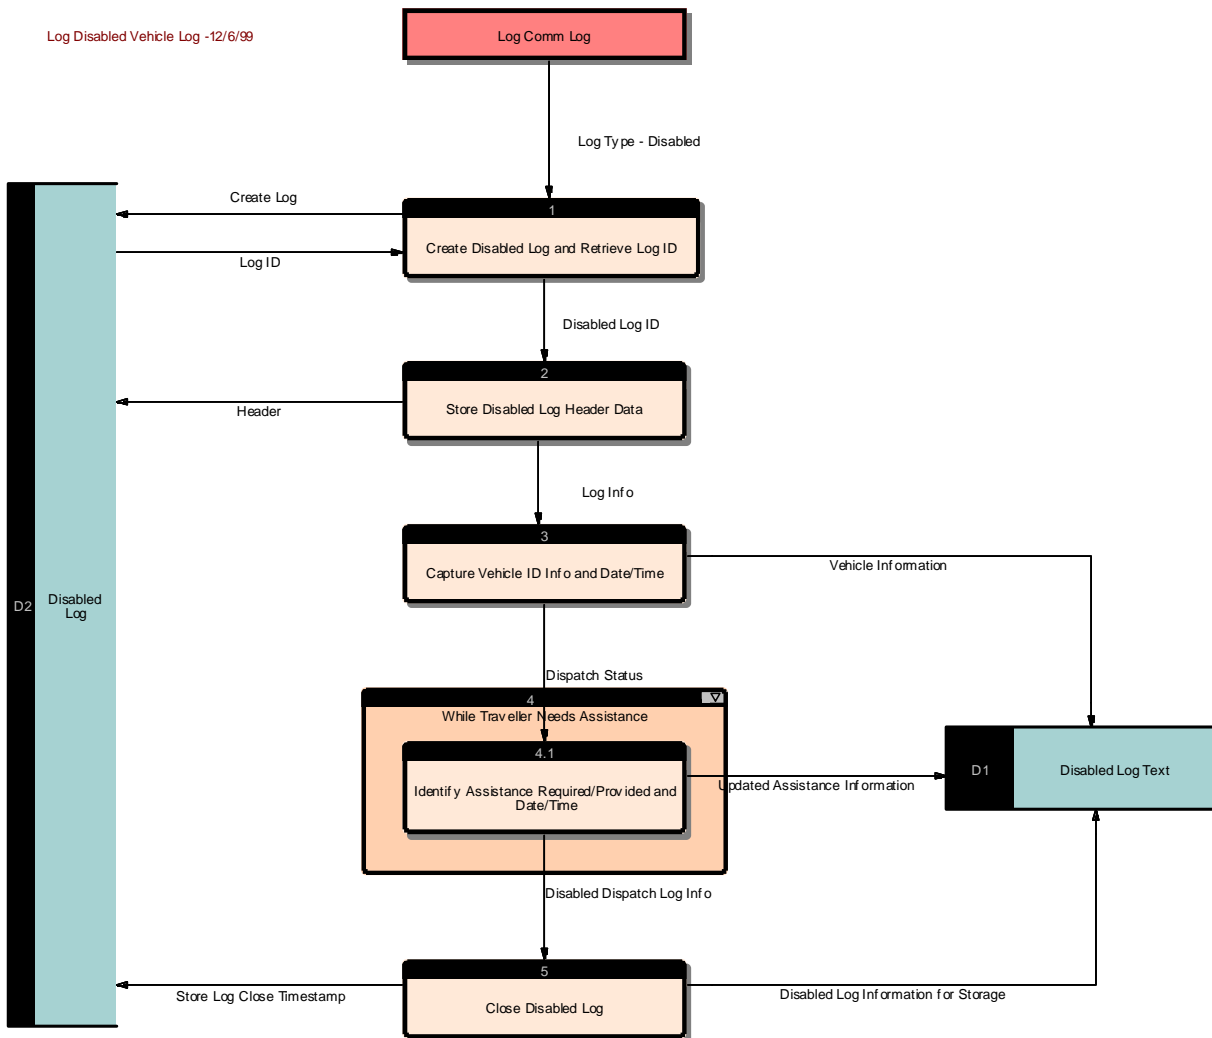 Log Disabled Vehicle Log -12/6/99
Log Comm Log
Log Type - Disabled
Create Log
1
Create Disabled Log and Retrieve Log ID
Log ID
Disabled Log ID
2
Store Disabled Log Header Data
Header
Log Info
3
Capture Vehicle ID Info and Date/Time
Vehicle Information
D2
Disabled
Log
Dispatch Status
4
While Traveller Needs Assistance
4.1
Identify Assistance Required/Provided and
Date/Time
Updated Assistance Information
D1
Disabled Log Text
Disabled Dispatch Log Info
5
Close Disabled Log
Store Log Close Timestamp
Disabled Log Information for Storage